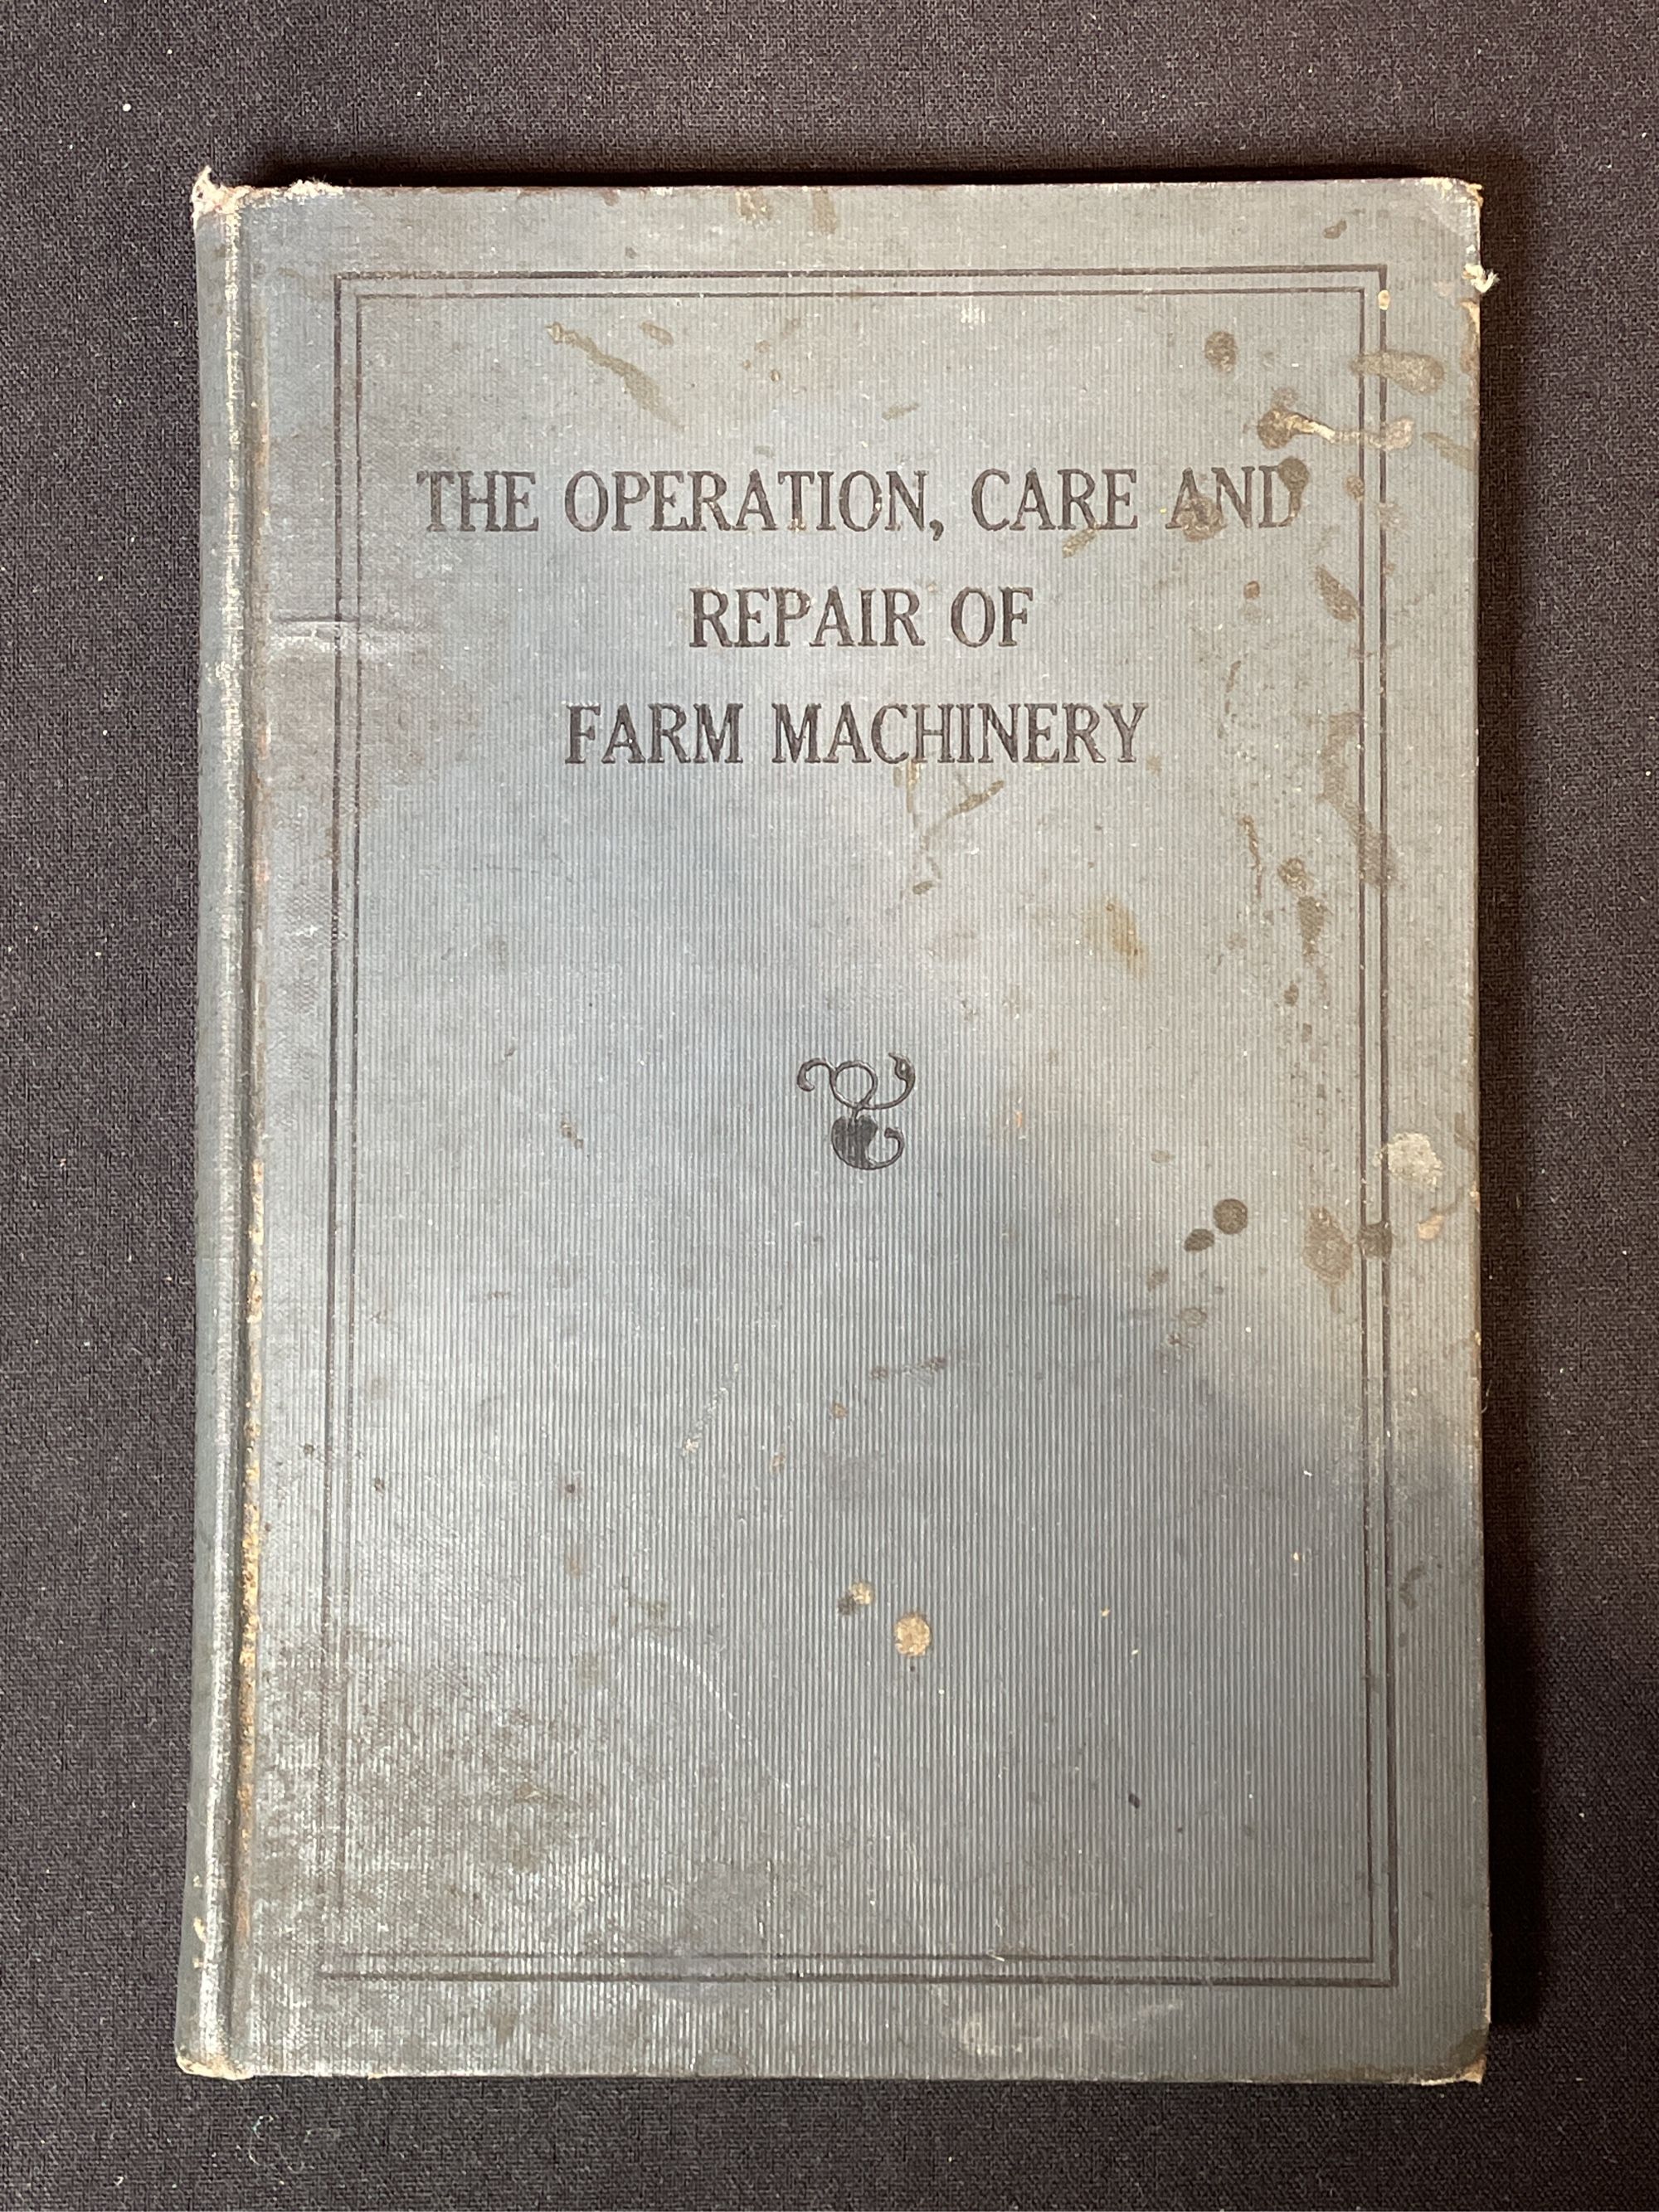 THE OPERATION, CARE AND
REPAIR OF
FARM MACHINERY